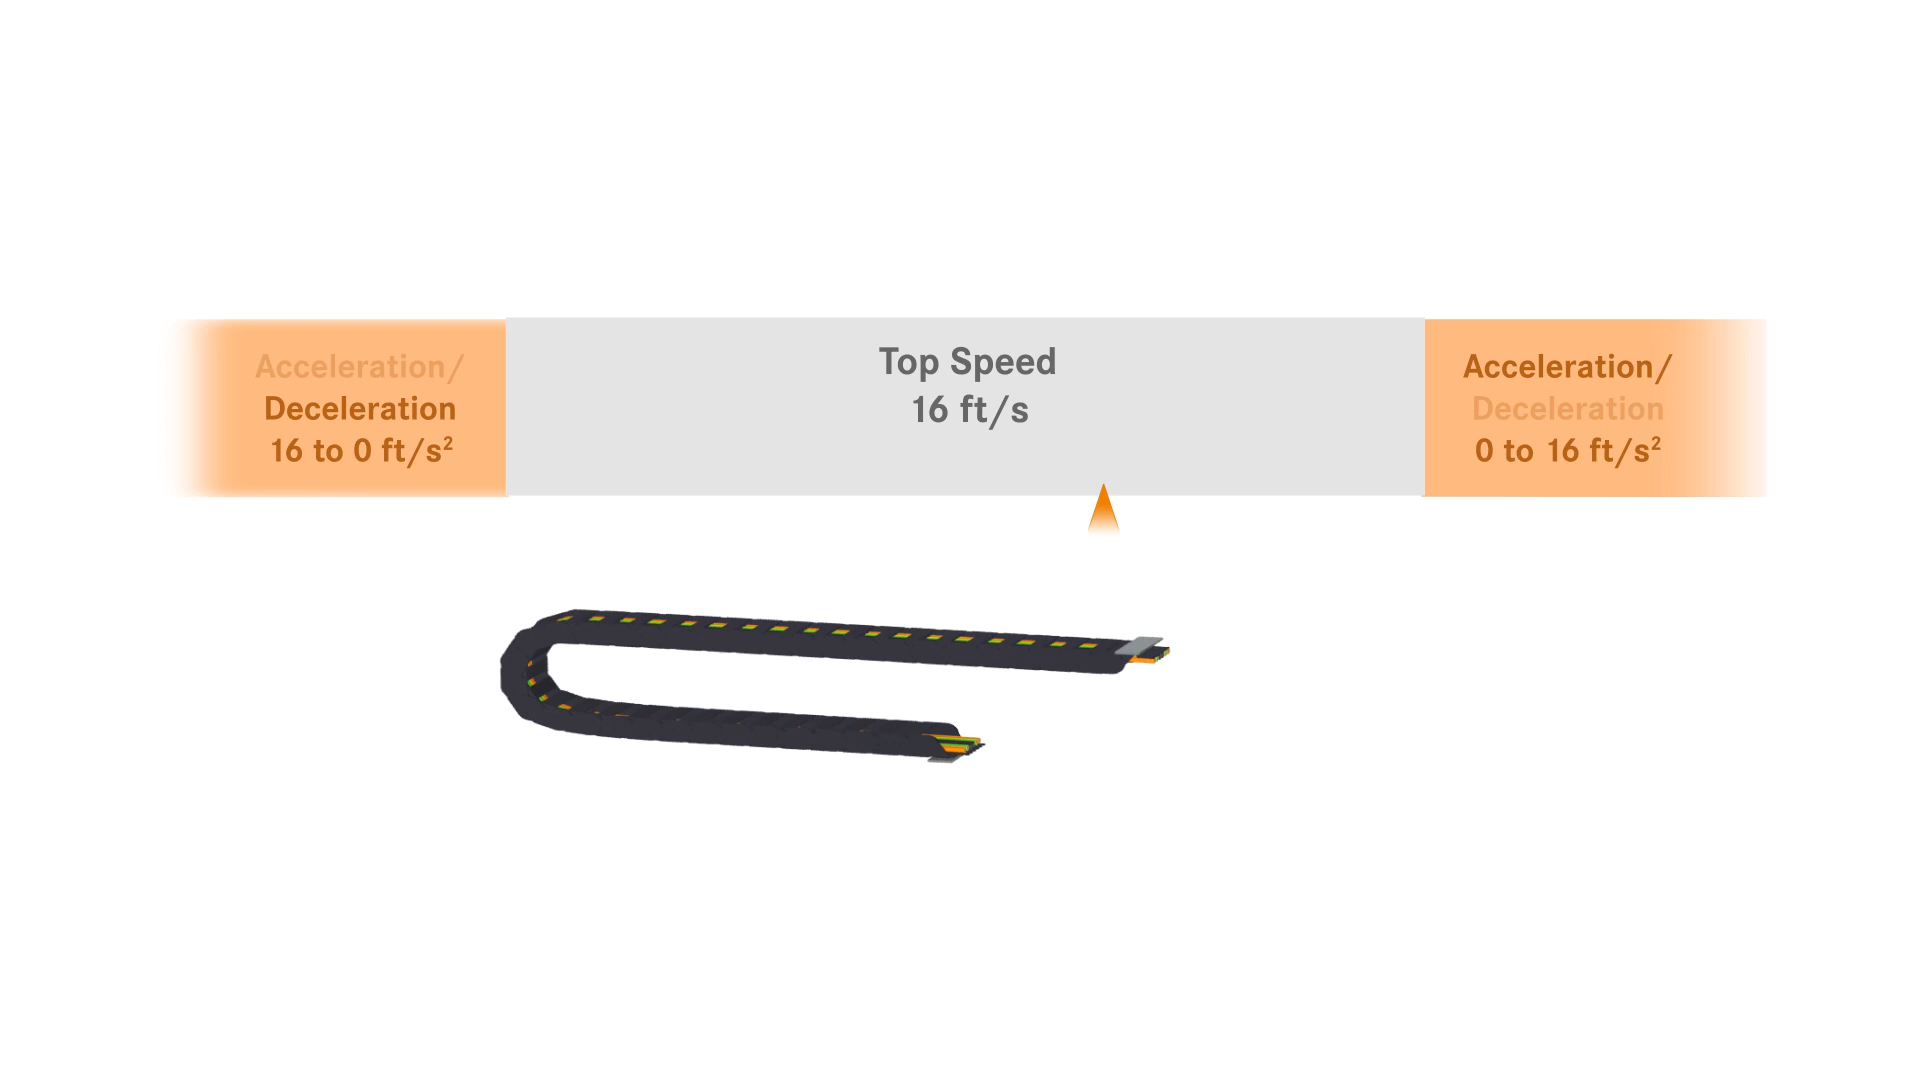 Acceleration/
Deceleration
16 to 0 ft/s²
Top Speed
16 ft/s
Acceleration/
Deceleration
0 to 16 ft/s²